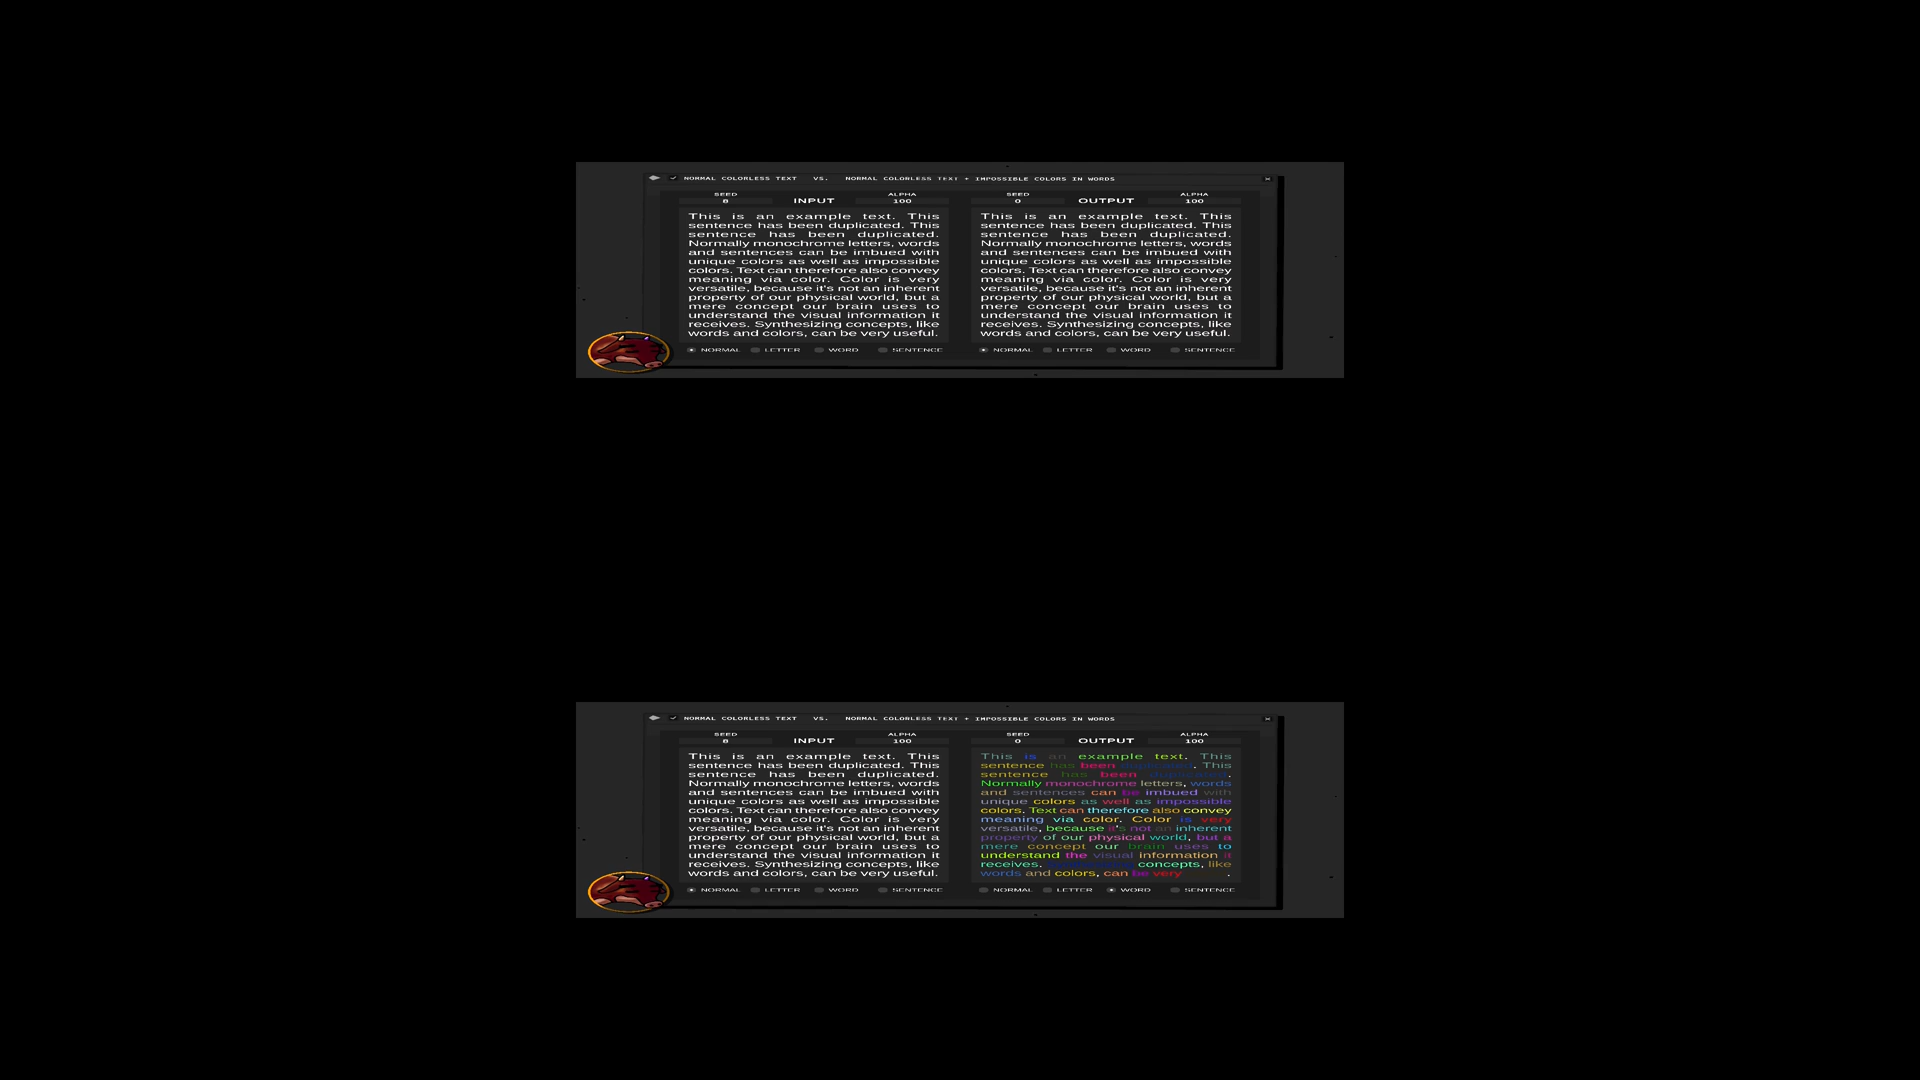 NORMAL COLORLESS TEXT VS. NORMAL COLORLESS TEXT + IMPOSSIBLE COLORS IN WORDS
SEED
8
INPUT
ALPHA
100
This is an example text. This
sentence has been duplicated. This
sentence has been duplicated.
Normally monochrome letters, words
and sentences can be imbued with
unique colors as well as impossible
colors. Text can therefore also convey
meaning via color. Color is very
versatile, because it's not an inherent
property of our physical world, but a
mere concept our brain uses to
understand the visual information it
receives. Synthesizing concepts, like
words and colors, can be very useful.
NORMAL LETTER WORD SENTENCE
SEED
0
OUTPUT
ALPHA
100
This is an example text. This
sentence has been duplicated. This
sentence has been duplicated.
Normally monochrome letters, words
and sentences can be imbued with
unique colors as well as impossible
colors. Text can therefore also convey
meaning via color. Color is very
versatile, because it's not an inherent
property of our physical world, but a
mere concept our brain uses to
understand the visual information it
receives. Synthesizing concepts, like
words and colors, can be very useful.
NORMAL LETTER WORD SENTENCE
NORMAL COLORLESS TEXT VS. NORMAL COLORLESS TEXT + IMPOSSIBLE COLORS IN WORDS
SEED
8
INPUT
ALPHA
100
This is an example text. This
sentence has been duplicated. This
sentence has been duplicated.
Normally monochrome letters, words
and sentences can be imbued with
unique colors as well as impossible
colors. Text can therefore also convey
meaning via color. Color is very
versatile, because it's not an inherent
property of our physical world, but a
mere concept our brain uses to
understand the visual information it
receives. Synthesizing concepts, like
words and colors, can be very useful.
NORMAL LETTER WORD SENTENCE
SEED
0
OUTPUT
ALPHA
100
This is an example text. This
sentence has been duplicated. This
sentence has been duplicated.
Normally monochrome letters, words
and sentences can be imbued with
unique colors as well as impossible
colors. Text can therefore also convey
meaning via color. Color is very
versatile, because it's not an inherent
property of our physical world, but a
mere concept our brain uses to
understand the visual information it
receives. concepts, like
words and colors, can be very .
NORMAL LETTER WORD SENTENCE